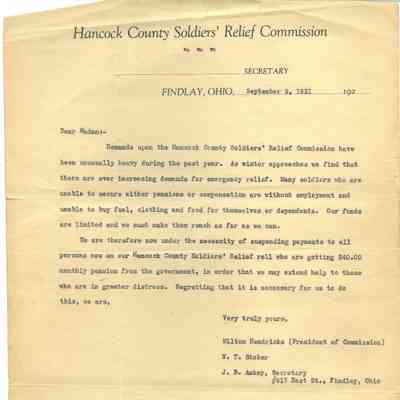 Hancock County Soldiers' Relief Commission
SECRETARY
FINDLAY, OHIO, September 2, 1931 192
Dear Madam:-
Demands upon the Hancock County Soldiers' Relief Commission have
been unusually heavy during the past year. As winter approaches we find that
there are ever increasing demands for emergency relief. Many soldiers who are
unable to secure either pensions or compensation are without employment and
unable to buy fuel, clothing and food for themselves or dependents. Our funds
are limited and we must make them reach as far as we can.
We are therefore now under the necessity of suspending payments to all
persons now on our Hancock County Soldiers' Relief roll who are getting $40.00
monthly pension from the government, in order that we may extend help to those
who are in greater distress. Regretting that it is necessary for us to do
this, we are,
Very truly yours,
Milton Hendricks (President of Commission)
N. T.
J. B. Askey, Secretary
East St., Findley, Ohio